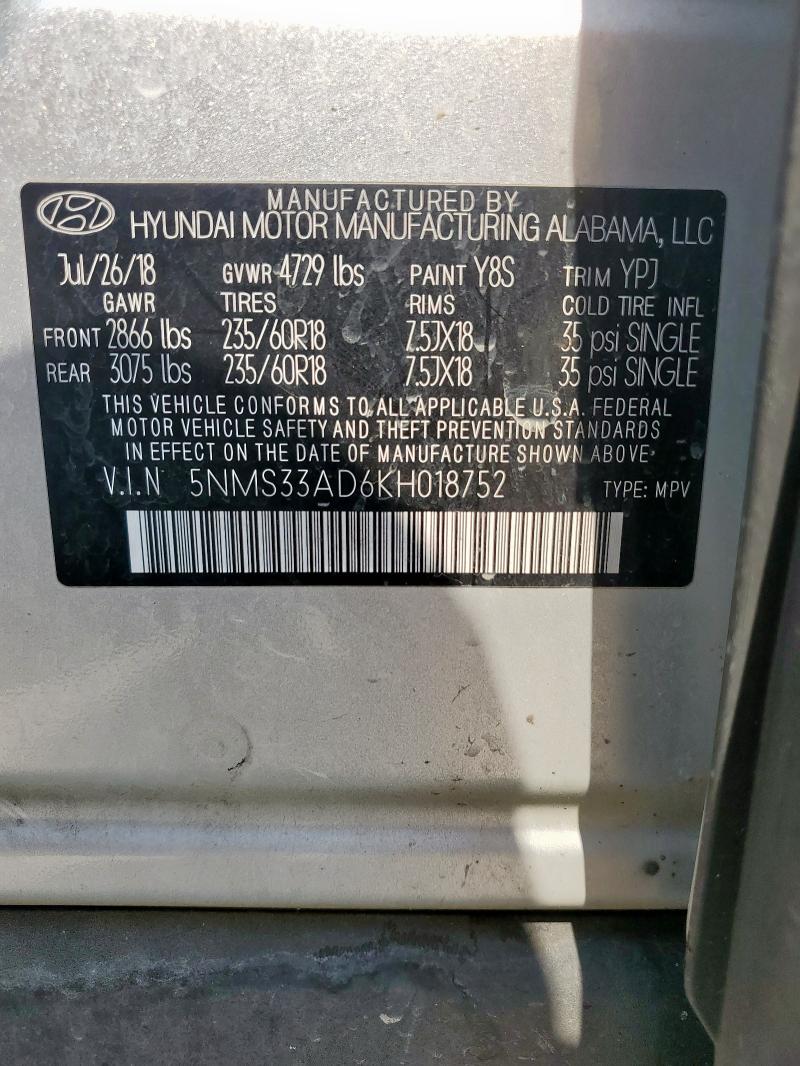 MANUFACTURED BY
HYUNDAI MOTOR MANUFACTURING ALABAMA, LLC
Jul/26/18 GVWR 4729 lbs PAINT Y8S TRIM YPJ
GAWR TIRES RIMS COLD TIRE INFL
FRONT 2866 lbs 235/60R18 7.5JX18 35 psi SINGLE
REAR 3075 lbs 235/60R18 7.5JX18 35 psi SINGLE
THIS VEHICLE CONFORMS TO ALL APPLICABLE U.S.A. FEDERAL
MOTOR VEHICLE SAFETY AND THEFT PREVENTION STANDARDS
IN EFFECT ON THE DATE OF MANUFACTURE SHOWN ABOVE.
V.I.N 5NMS33AD6KH018752 TYPE: MPV